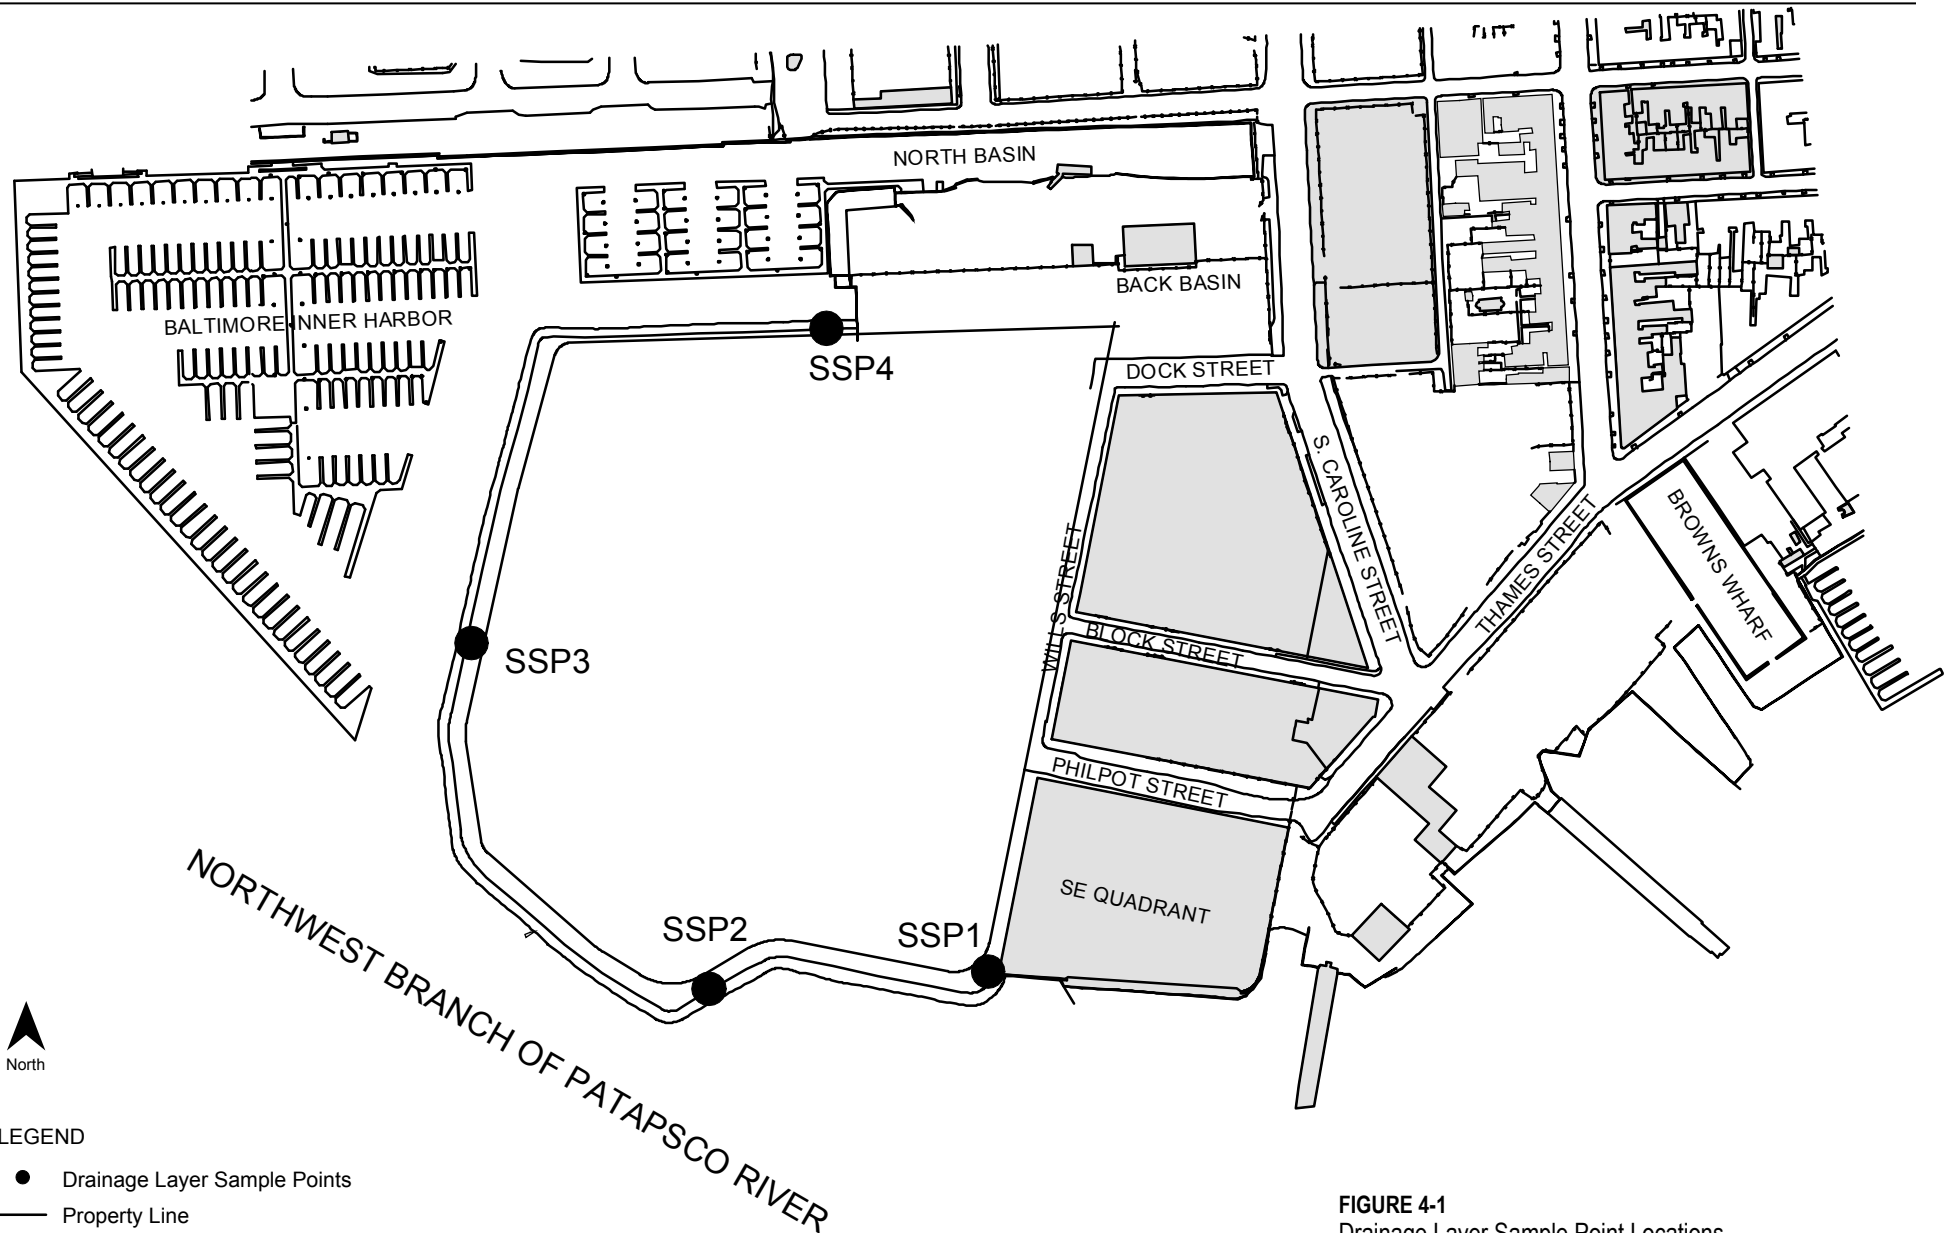 NORTH BASIN
BACK BASIN
BALTIMORE INNER HARBOR
SSP4
DOCK STREET
S. CAROLINE STREET
THAMES STREET
BROWNS WHARF
WILLS STREET
BLOCK STREET
SSP3
PHILPOT STREET
SE QUADRANT
SSP2
SSP1
NORTHWEST BRANCH OF PATAPSCO RIVER
North
LEGEND
Drainage Layer Sample Points
Property Line
FIGURE 4-1
Drainage Layer Sample Point Locations